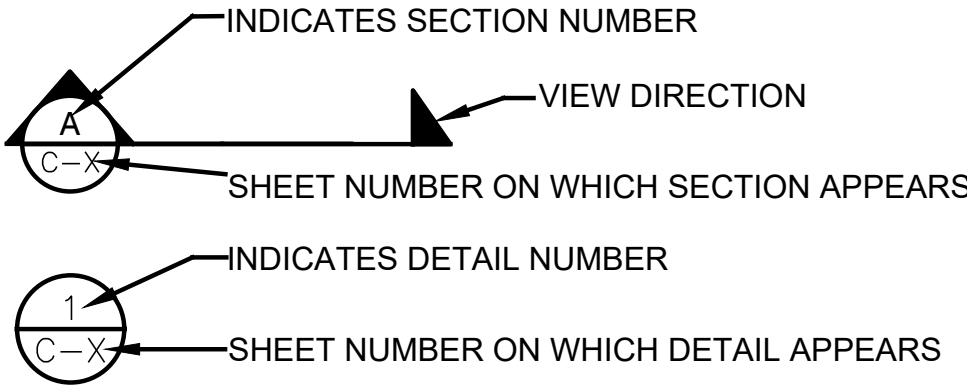 INDICATES SECTION NUMBER
VIEW DIRECTION
A
C-X
SHEET NUMBER ON WHICH SECTION APPEARS
INDICATES DETAIL NUMBER
1
C-X
SHEET NUMBER ON WHICH DETAIL APPEARS